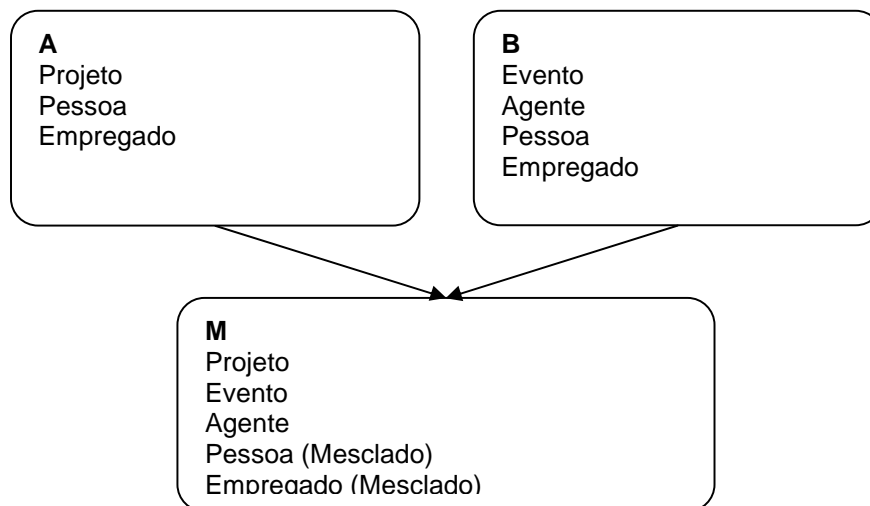 A
Projeto
Pessoa
Empregado
B
Evento
Agente
Pessoa
Empregado
M
Projeto
Evento
Agente
Pessoa (Mesclado)
Empregado (Mesclado)